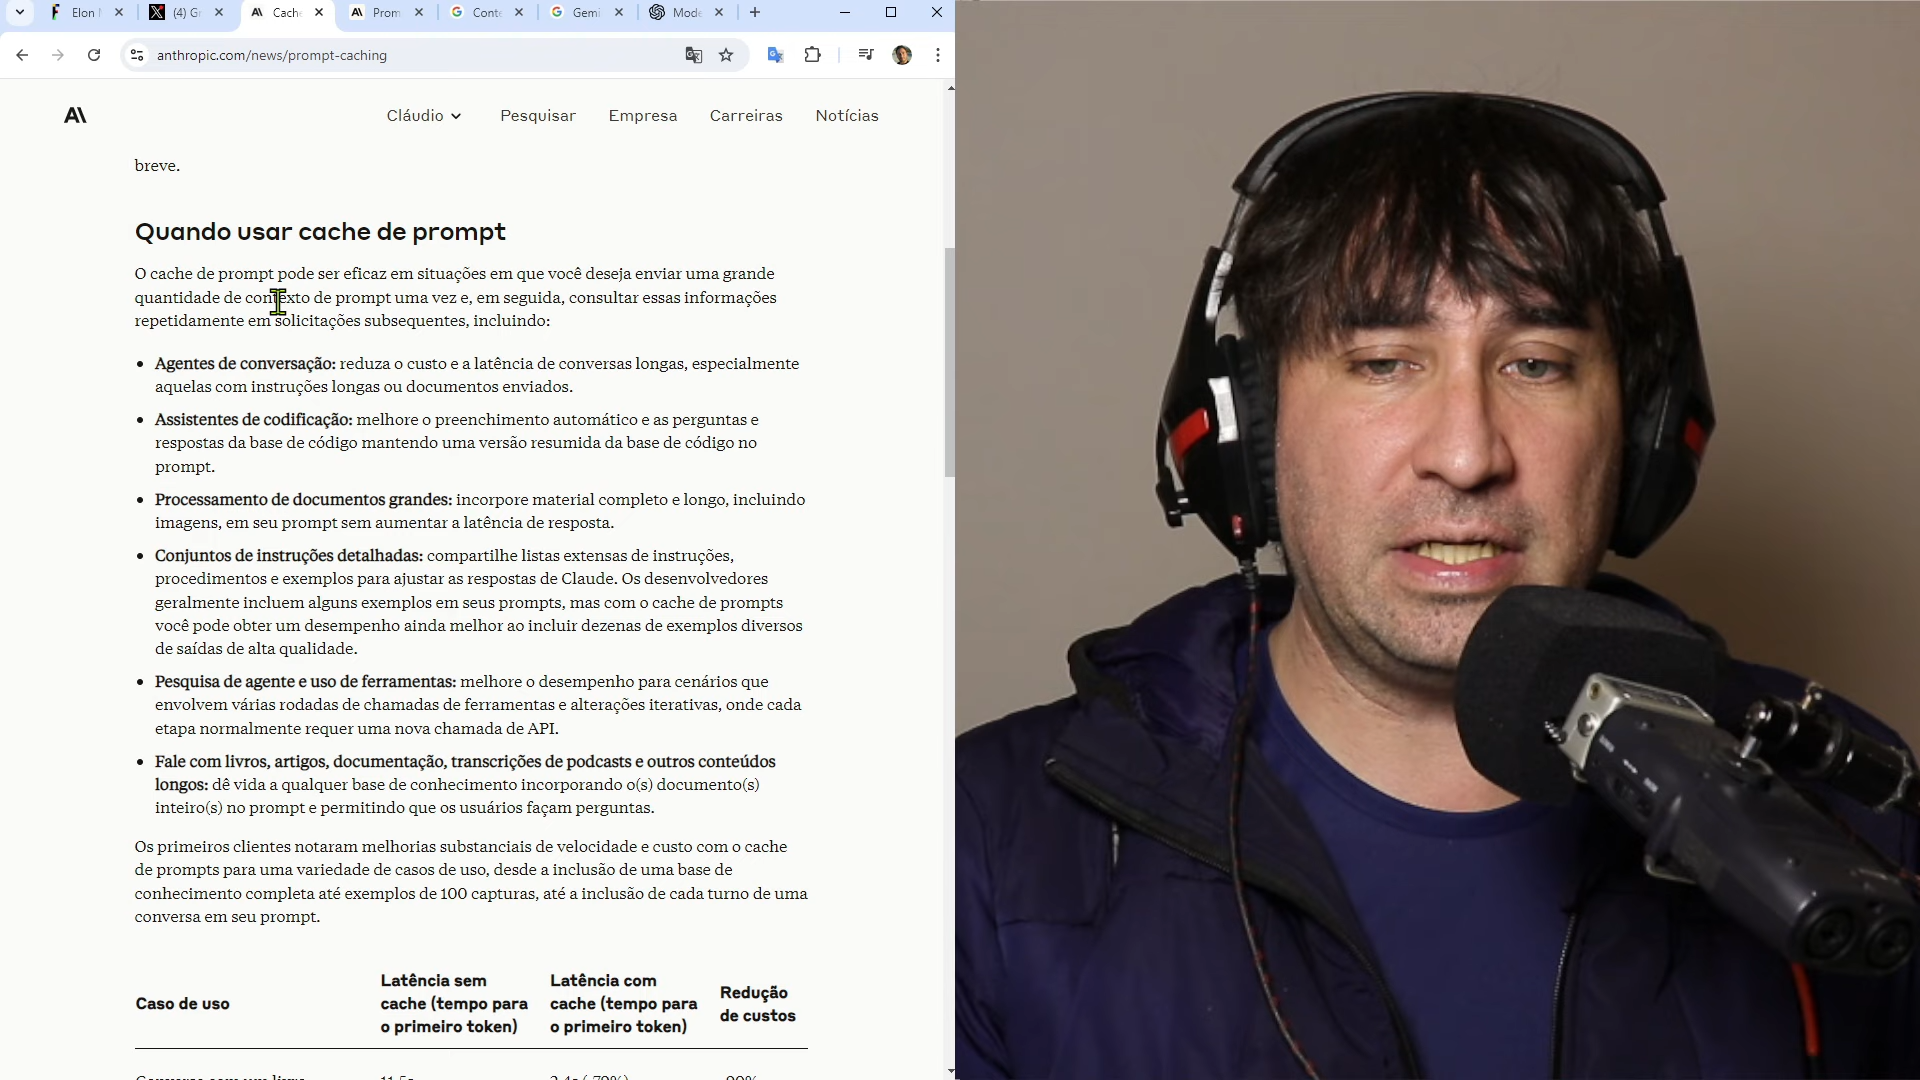 Elon
(4) Gr
Cach
Prom
Conte
Gemi
Mode
anthropic.com/news/prompt-caching
A\
Cláudio
Pesquisar
Empresa
Carreiras
Notícias
breve.
Quando usar cache de prompt
O cache de prompt pode ser eficaz em situações em que você deseja enviar uma grande
quantidade de contexto de prompt uma vez e, em seguida, consultar essas informações
repetidamente em solicitações subsequentes, incluindo:
• Agentes de conversação: reduza o custo e a latência de conversas longas, especialmente
aquelas com instruções longas ou documentos enviados.
• Assistentes de codificação: melhore o preenchimento automático e as perguntas e
respostas da base de código mantendo uma versão resumida da base de código no
prompt.
• Processamento de documentos grandes: incorpore material completo e longo, incluindo
imagens, em seu prompt sem aumentar a latência de resposta.
• Conjuntos de instruções detalhadas: compartilhe listas extensas de instruções,
procedimentos e exemplos para ajustar as respostas de Claude. Os desenvolvedores
geralmente incluem alguns exemplos em seus prompts, mas com o cache de prompts
você pode obter um desempenho ainda melhor ao incluir dezenas de exemplos diversos
de saídas de alta qualidade.
• Pesquisa de agente e uso de ferramentas: melhore o desempenho para cenários que
envolvem várias rodadas de chamadas de ferramentas e alterações iterativas, onde cada
etapa normalmente requer uma nova chamada de API.
• Fale com livros, artigos, documentação, transcrições de podcasts e outros conteúdos
longos: dê vida a qualquer base de conhecimento incorporando o(s) documento(s)
inteiro(s) no prompt e permitindo que os usuários façam perguntas.
Os primeiros clientes notaram melhorias substanciais de velocidade e custo com o cache
de prompts para uma variedade de casos de uso, desde a inclusão de uma base de
conhecimento completa até exemplos de 100 capturas, até a inclusão de cada turno de uma
conversa em seu prompt.
Caso de uso
Latência sem
cache (tempo para
o primeiro token)
Latência com
cache (tempo para
o primeiro token)
Redução
de custos